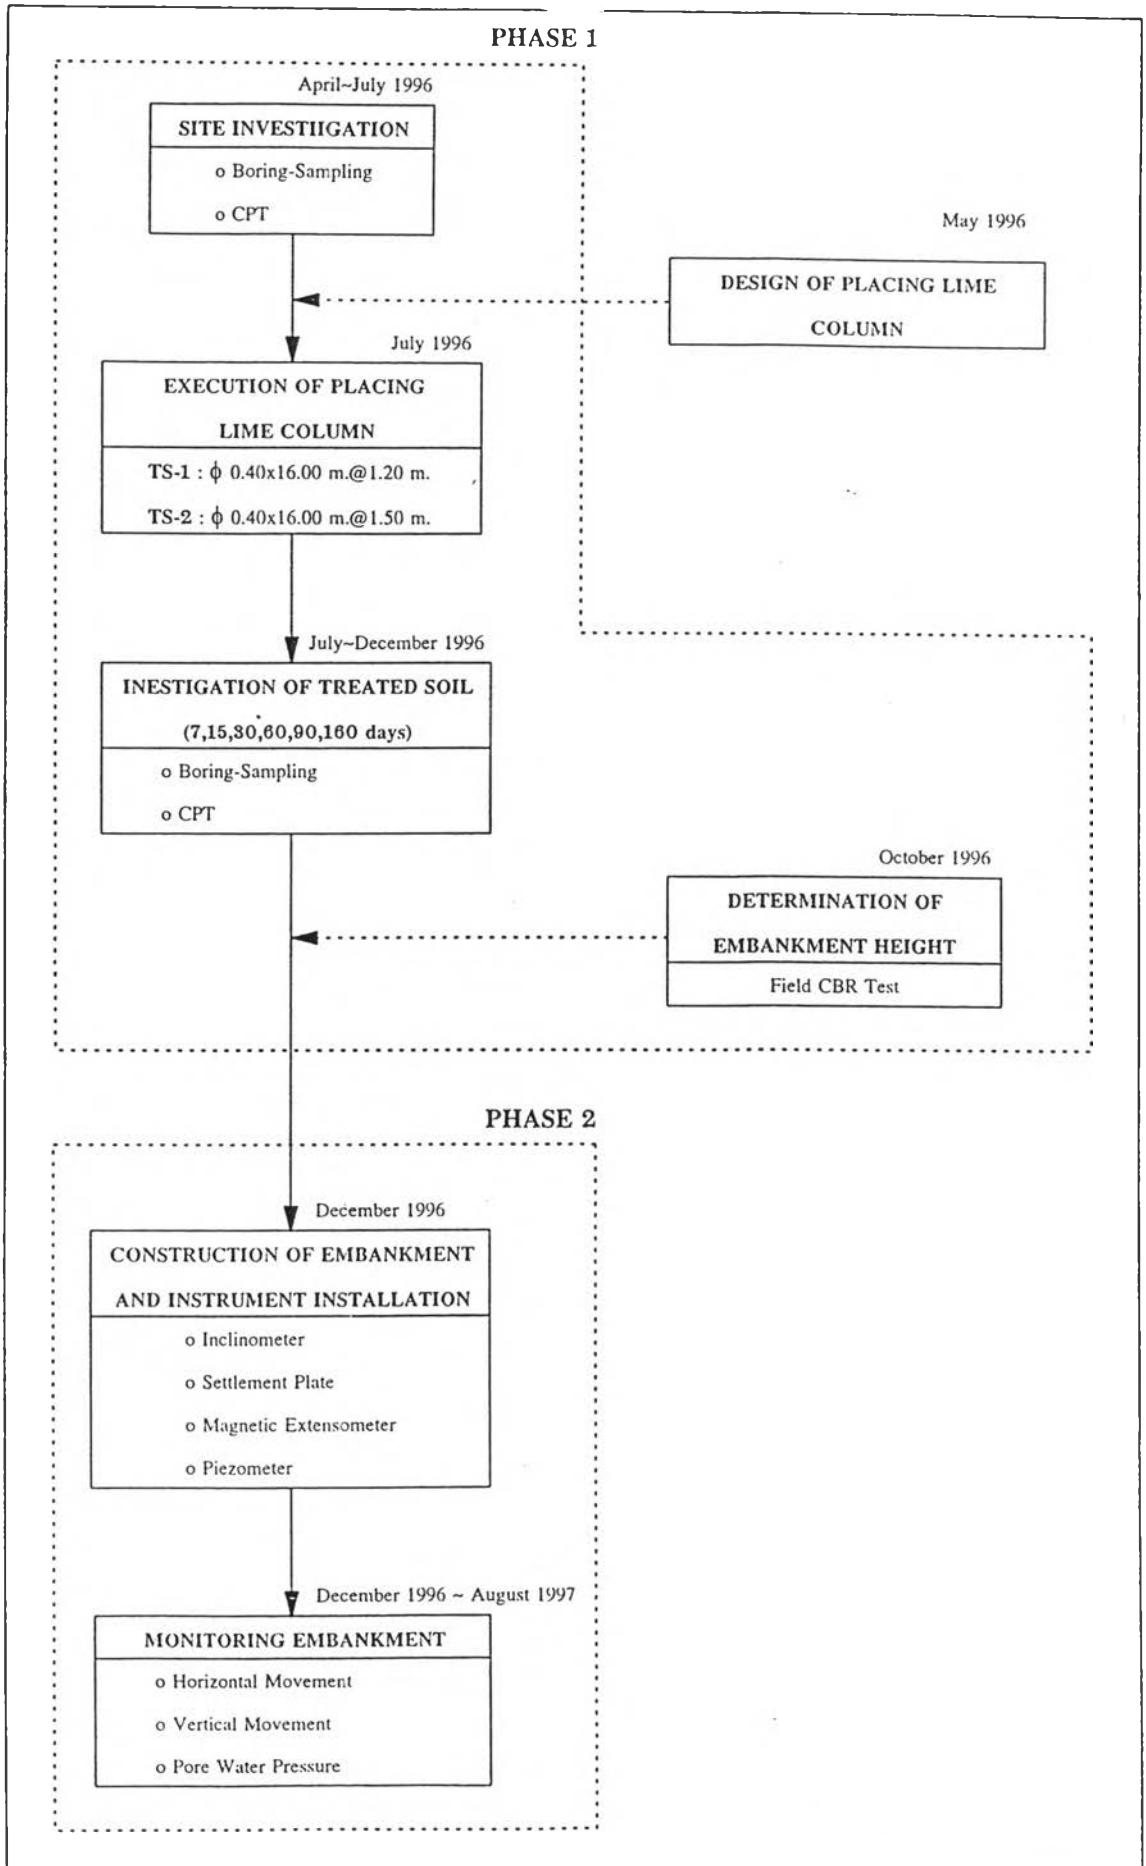 PHASE 1
April~July 1996
SITE INVESTIIGATION
o Boring-Sampling
o CPT
May 1996
DESIGN OF PLACING LIME
COLUMN
July 1996
EXECUTION OF PLACING
LIME COLUMN
TS-1 : ϕ 0.40x16.00 m.@1.20 m.
TS-2 : ϕ 0.40x16.00 m.@1.50 m.
July~December 1996
INESTIGATION OF TREATED SOIL
(7,15,30,60,90,160 days)
o Boring-Sampling
o CPT
October 1996
DETERMINATION OF
EMBANKMENT HEIGHT
Field CBR Test
PHASE 2
December 1996
CONSTRUCTION OF EMBANKMENT
AND INSTRUMENT INSTALLATION
o Inclinometer
o Settlement Plate
o Magnetic Extensometer
o Piezometer
December 1996 ~ August 1997
MONITORING EMBANKMENT
o Horizontal Movement
o Vertical Movement
o Pore Water Pressure